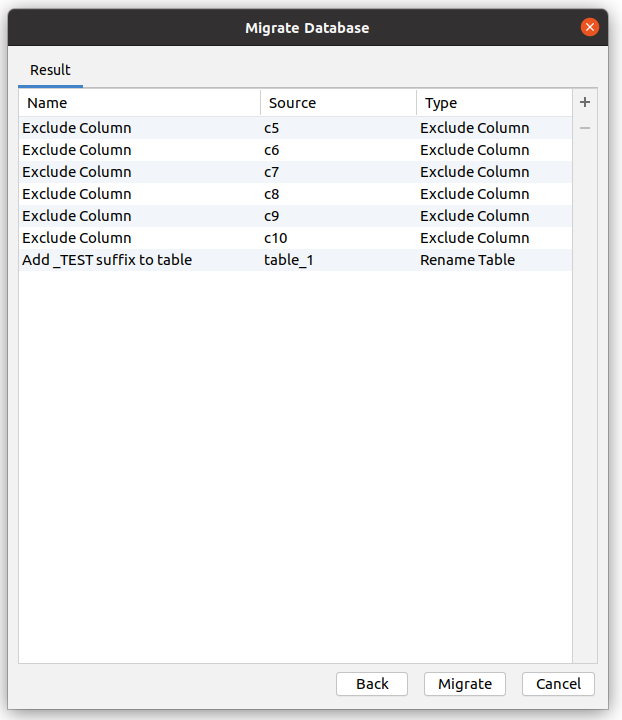 Migrate Database
Result
Name Source Type
Exclude Column c5 Exclude Column
Exclude Column c6 Exclude Column
Exclude Column c7 Exclude Column
Exclude Column c8 Exclude Column
Exclude Column c9 Exclude Column
Exclude Column c10 Exclude Column
Add _TEST suffix to table table_1 Rename Table
Back Migrate Cancel